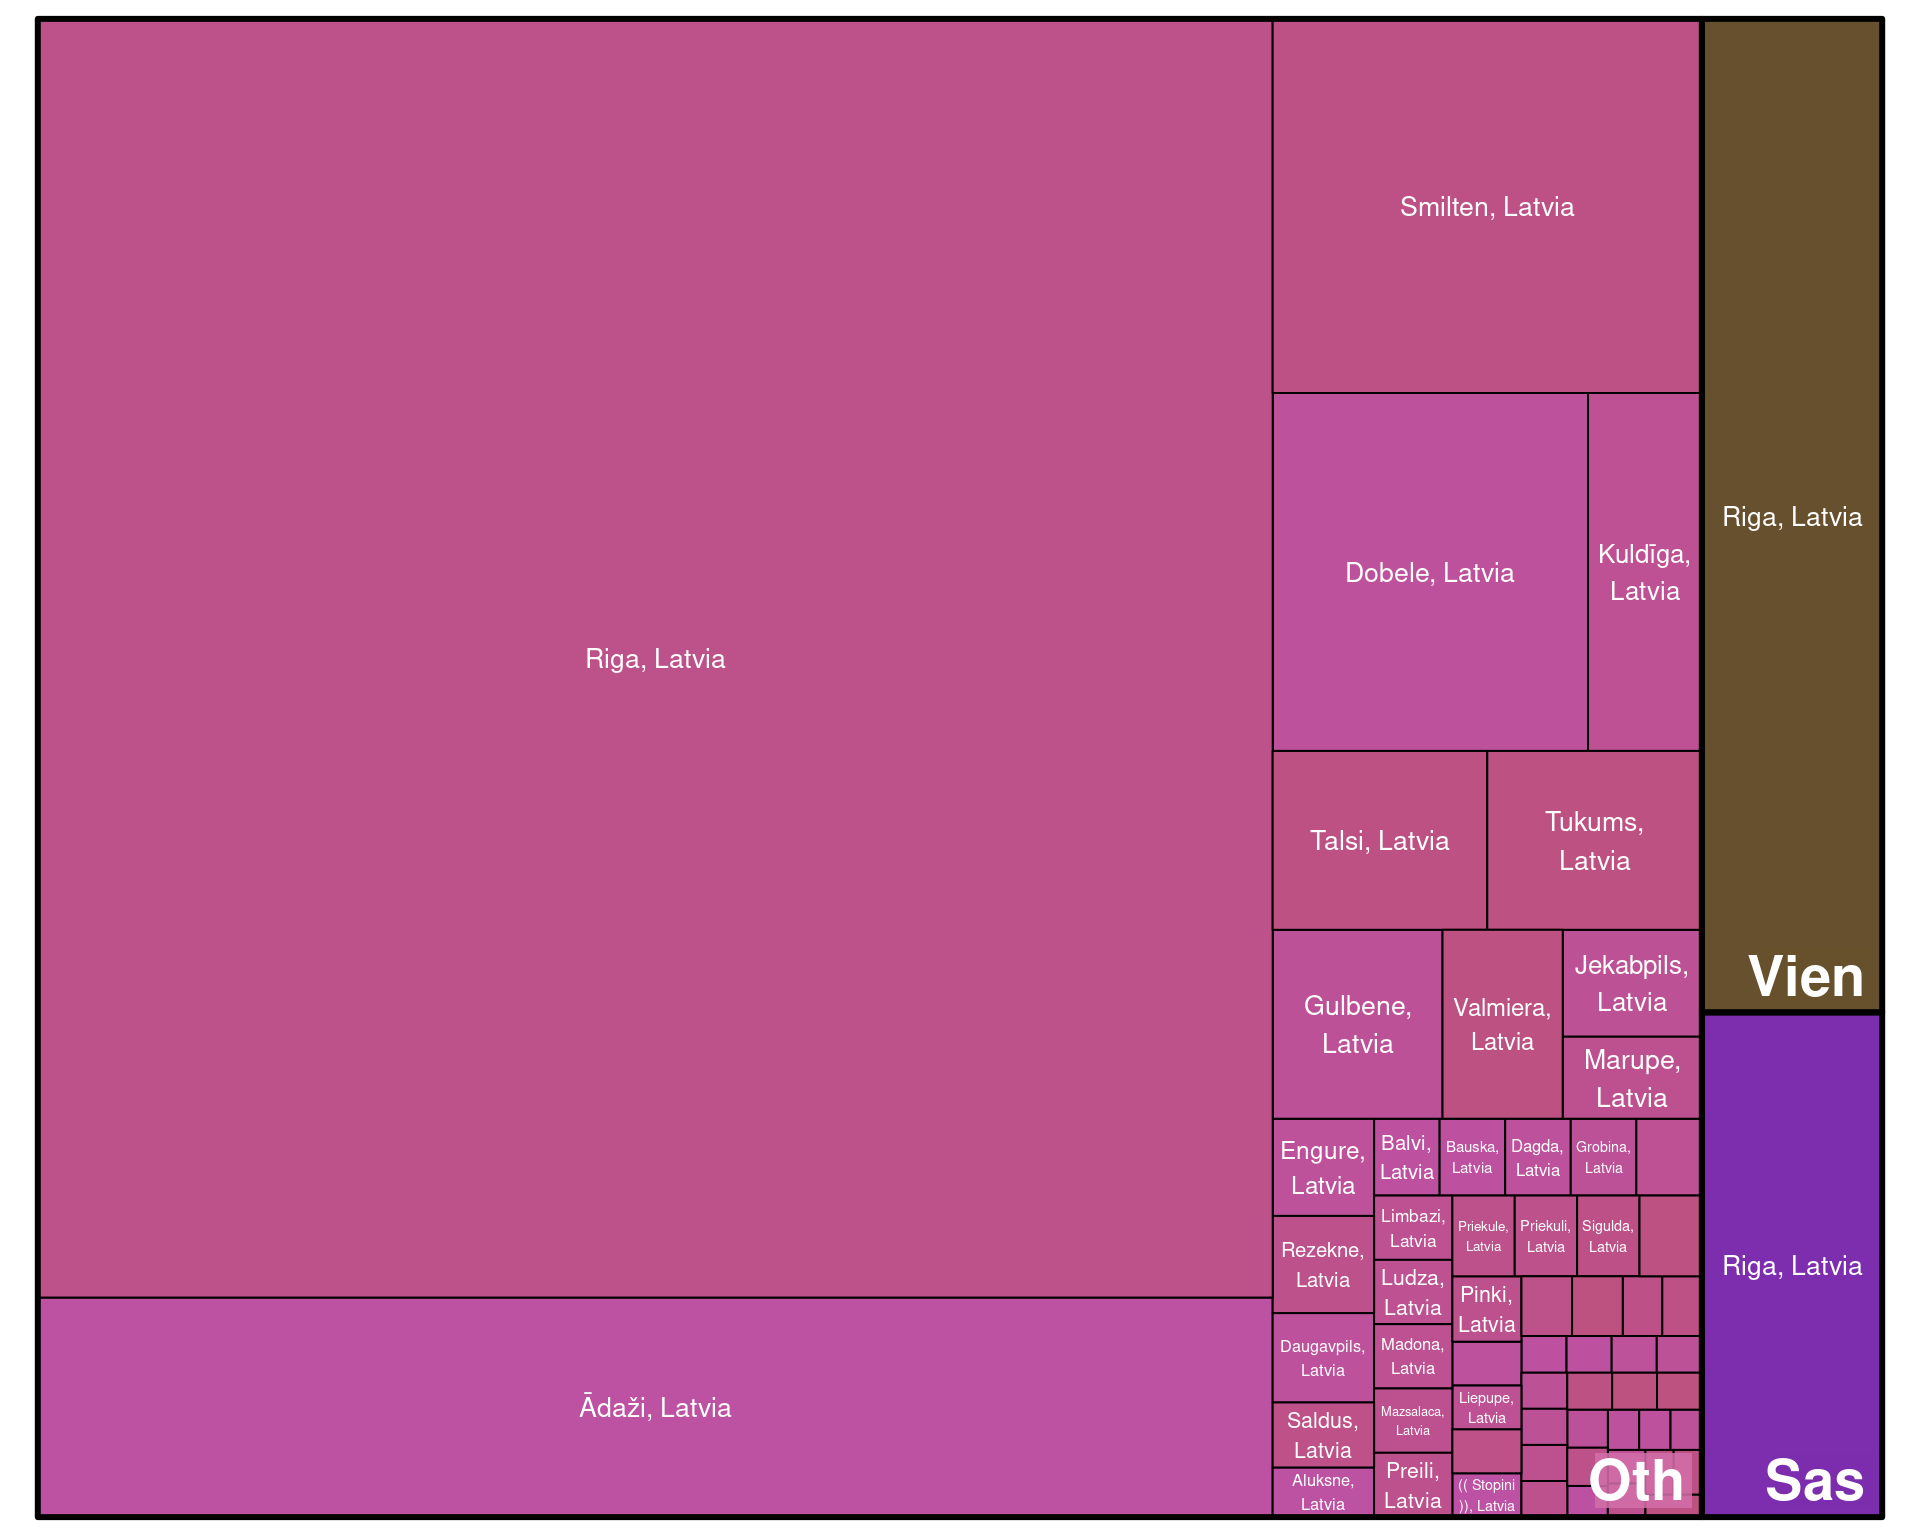 Riga, Latvia
Ādaži, Latvia
Smilten, Latvia
Dobele, Latvia
Kuldīga,
Latvia
Talsi, Latvia
Tukums,
Latvia
Gulbene,
Latvia
Valmiera,
Latvia
Jekabpils,
Latvia
Marupe,
Latvia
Engure,
Latvia
Rezekne,
Latvia
Daugavpils,
Latvia
Saldus,
Latvia
Aluksne,
Latvia
Balvi,
Latvia
Bauska,
Latvia
Dagda,
Latvia
Grobina,
Latvia
Limbazi,
Latvia
Ludza,
Latvia
Madona,
Latvia
Mazsalaca,
Latvia
Preili,
Latvia
Priekule,
Latvia
Priekuli,
Latvia
Sigulda,
Latvia
Pinki,
Latvia
Liepupe,
Latvia
(( Stopini
)), Latvia
Oth
Riga, Latvia
Vien
Riga, Latvia
Sas